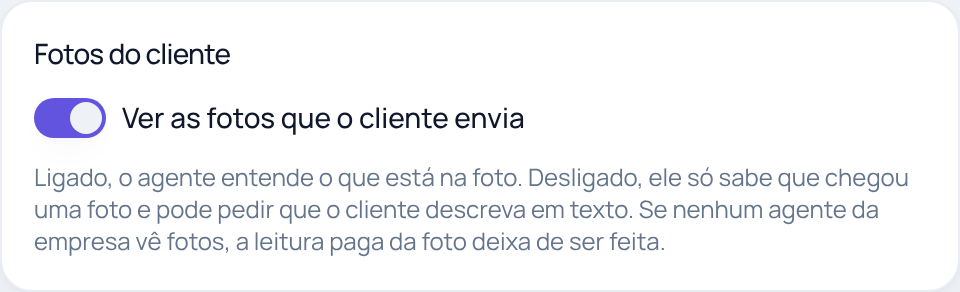 Fotos do cliente
Ver as fotos que o cliente envia
Ligado, o agente entende o que está na foto. Desligado, ele só sabe que chegou
uma foto e pode pedir que o cliente descreva em texto. Se nenhum agente da
empresa vê fotos, a leitura paga da foto deixa de ser feita.